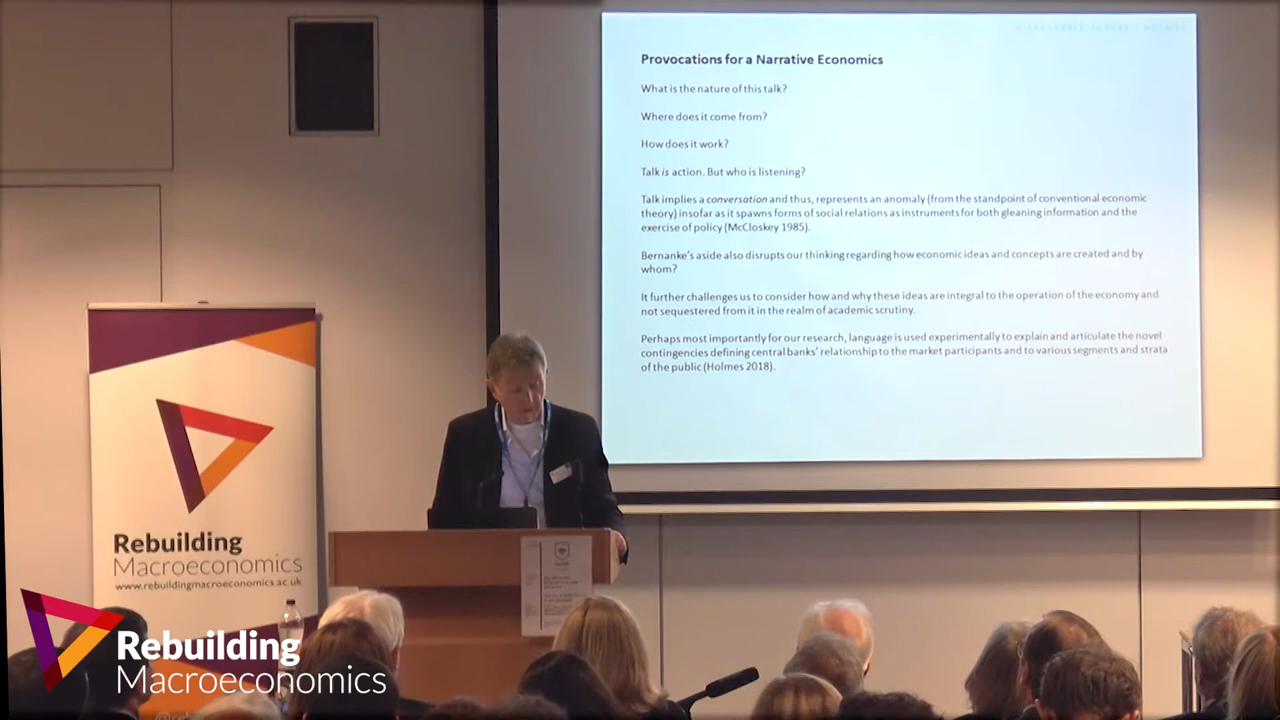 Provocations for a Narrative Economics
What is the nature of this talk?
Where does it come from?
How does it work?
Talk is action. But who is listening?
Talk implies a conversation and thus, represents an anomaly (from the standpoint of conventional economic
theory) insofar as it spawns forms of social relations as instruments for both gleaning information and the
exercise of policy (McCloskey 1985).
Bernanke's aside also disrupts our thinking regarding how economic ideas and concepts are created and by
whom?
It further challenges us to consider how and why these ideas are integral to the operation of the economy and
not sequestered from it in the realm of academic scrutiny.
Perhaps most importantly for our research, language is used experimentally to explain and articulate the novel
contingencies defining central banks' relationship to the market participants and to various segments and strata
of the public (Holmes 2018).
Rebuilding
Macroeconomics
www.rebuildingmacroeconomics.ac.uk
Rebuilding
Macroeconomics